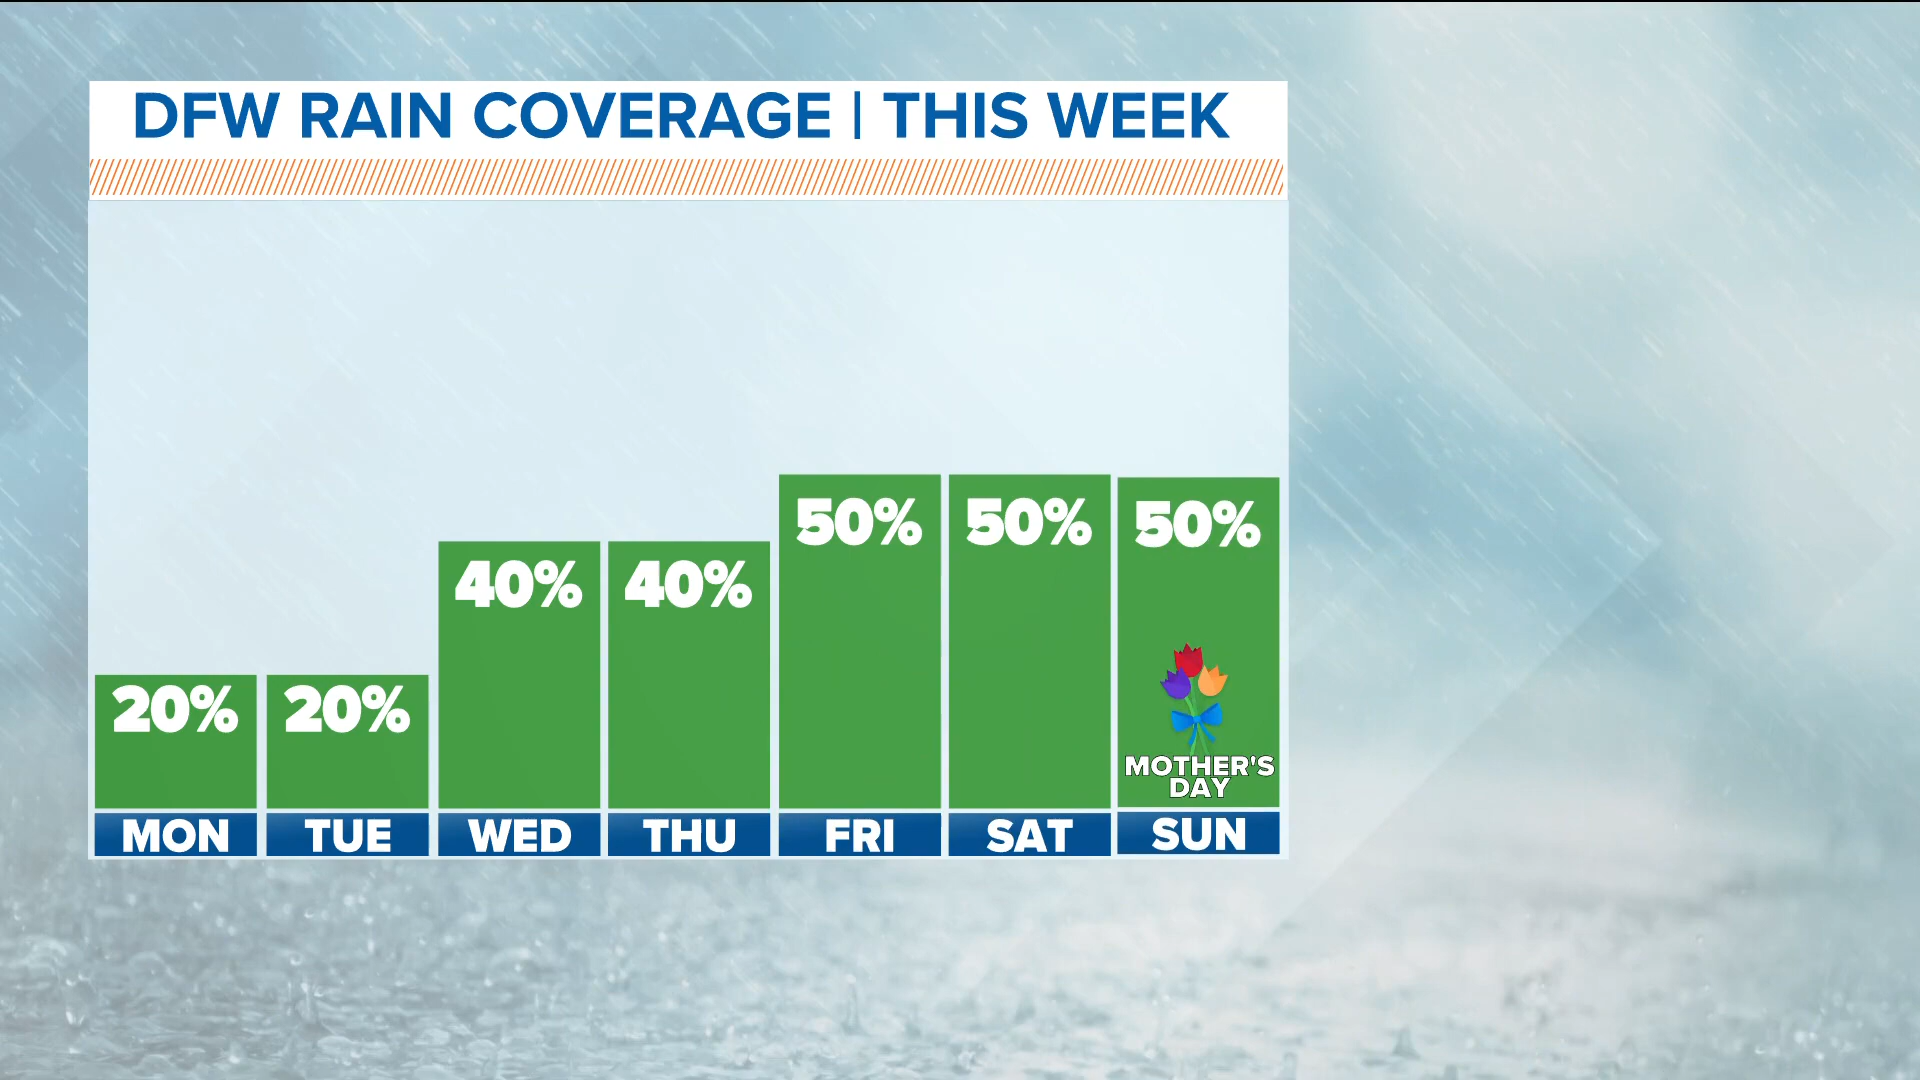 DFW RAIN COVERAGE | THIS WEEK
20% 20% 40% 40% 50% 50% 50%
MOTHER'S
DAY
MON TUE WED THU FRI SAT SUN